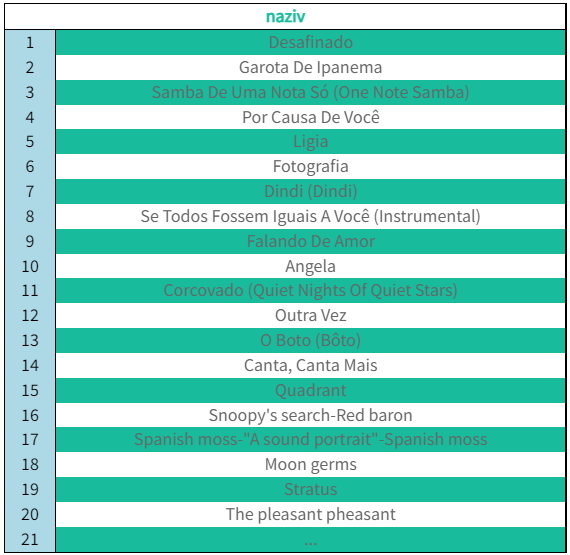 naziv
1 Desafinado
2 Garota De Ipanema
3 Samba De Uma Nota Só (One Note Samba)
4 Por Causa De Você
5 Ligia
6 Fotografia
7 Dindi (Dindi)
8 Se Todos Fossem Iguais A Você (Instrumental)
9 Falando De Amor
10 Angela
11 Corcovado (Quiet Nights Of Quiet Stars)
12 Outra Vez
13 O Boto (Bôto)
14 Canta, Canta Mais
15 Quadrant
16 Snoopy's search-Red baron
17 Spanish moss-"A sound portrait"-Spanish moss
18 Moon germs
19 Stratus
20 The pleasant pheasant
21 ...